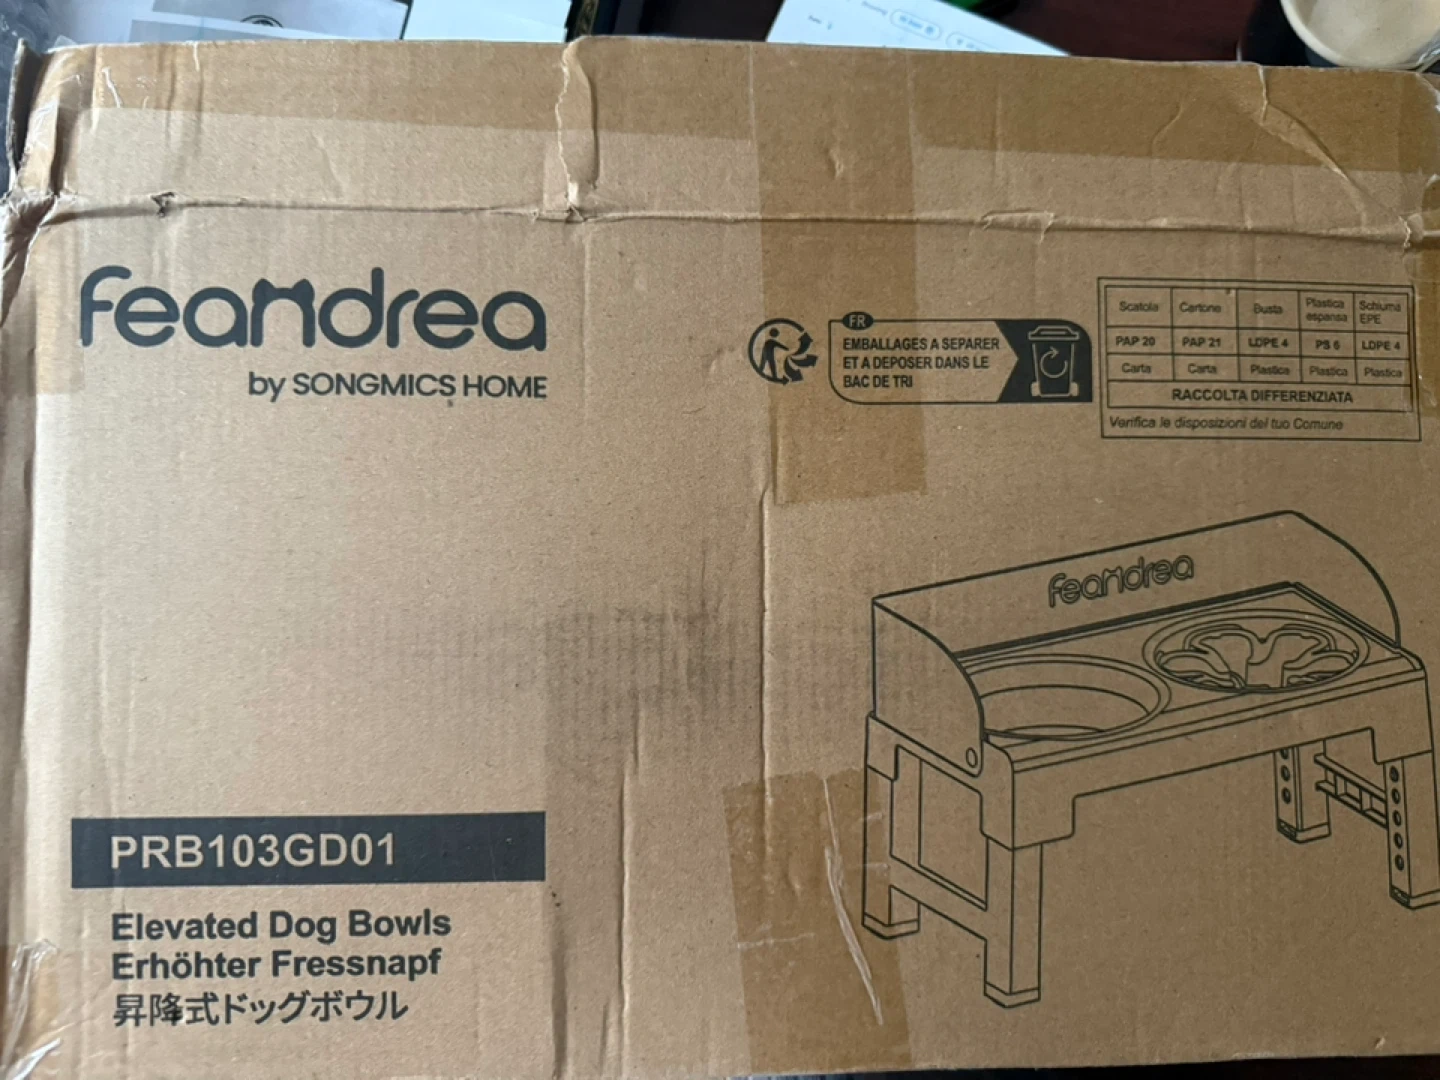 feandrea
by SONGMICS HOME
FR
EMBALLAGES A SEPARER
ET A DEPOSER DANS LE
BAC DE TRI
Scatola Cartone Busta Plastica espansa Schiuma EPE
PAP 20 PAP 21 LDPE 4 PS 6 LDPE 4
Carta Carta Plastica Plastica Plastica
RACCOLTA DIFFERENZIATA
Verifica le disposizioni del tuo Comune
feandrea
PRB103GD01
Elevated Dog Bowls
Erhöhter Fressnapf
昇降式ドッグボウル